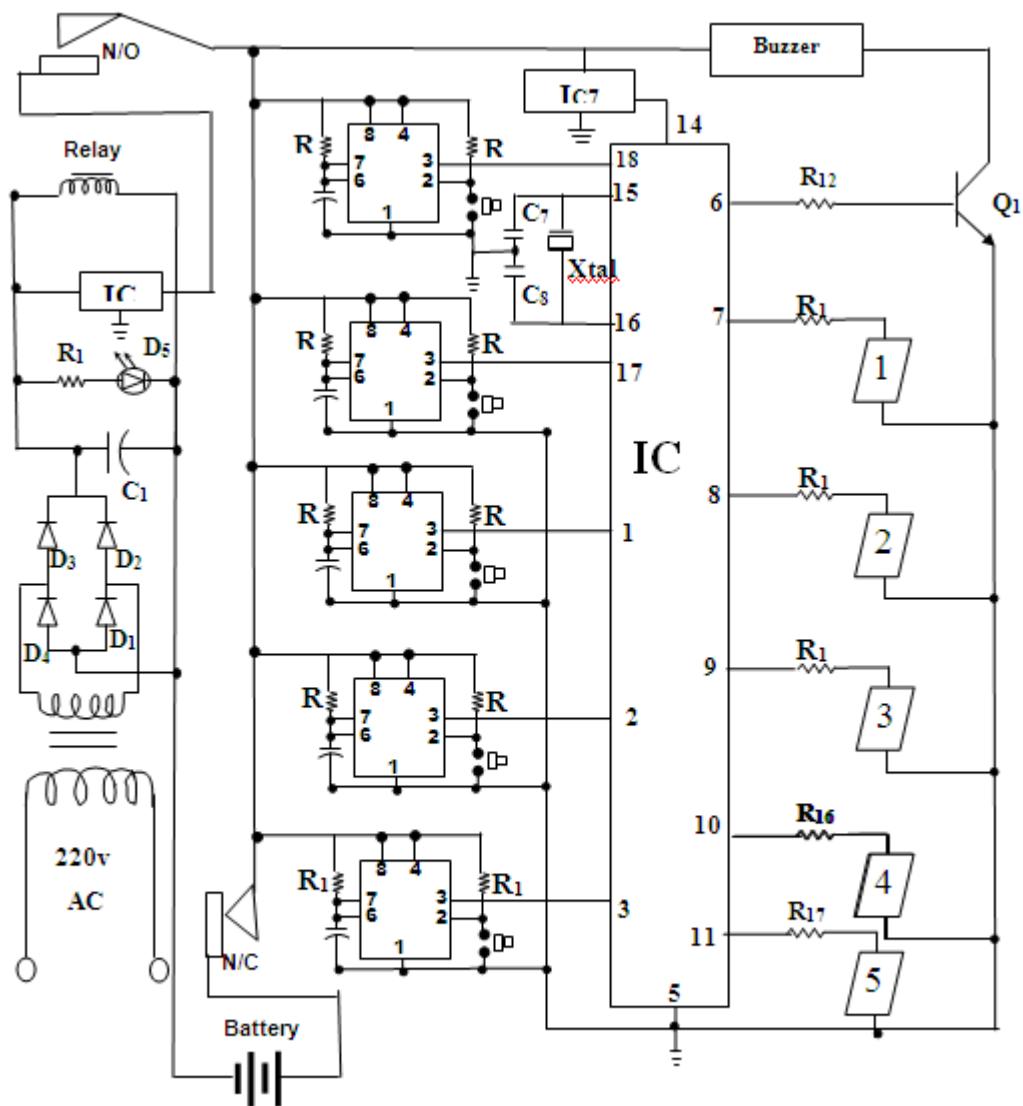 N/O
Relay
IC
R1
D5
C1
D3
D2
D4
D1
220v
AC
N/C
Battery
R
8
4
7
6
3
2
1
R
R
8
4
7
6
3
2
1
R
R
8
4
7
6
3
2
1
R
R
8
4
7
6
3
2
1
R
R1
8
4
7
6
3
2
1
R1
Buzzer
IC7
14
18
15
C7
Xtal
C8
16
17
IC
1
2
3
5
6
R12
Q1
7
R1
1
8
R1
2
9
R1
3
10
R16
4
11
R17
5